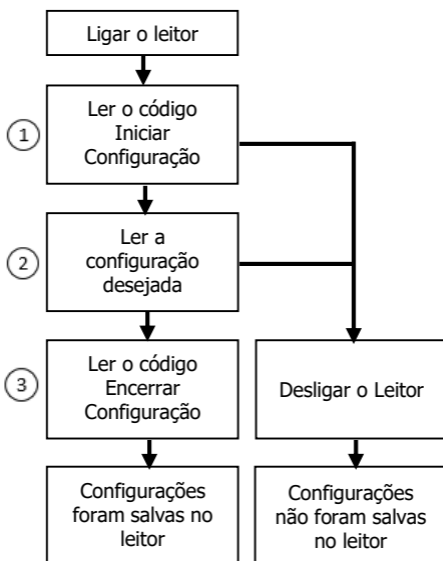 Ligar o leitor
1
Ler o código
Iniciar
Configuração
2
Ler a
configuração
desejada
3
Ler o código
Encerrar
Configuração
Desligar o Leitor
Configurações
foram salvas no
leitor
Configurações
não foram salvas
no leitor